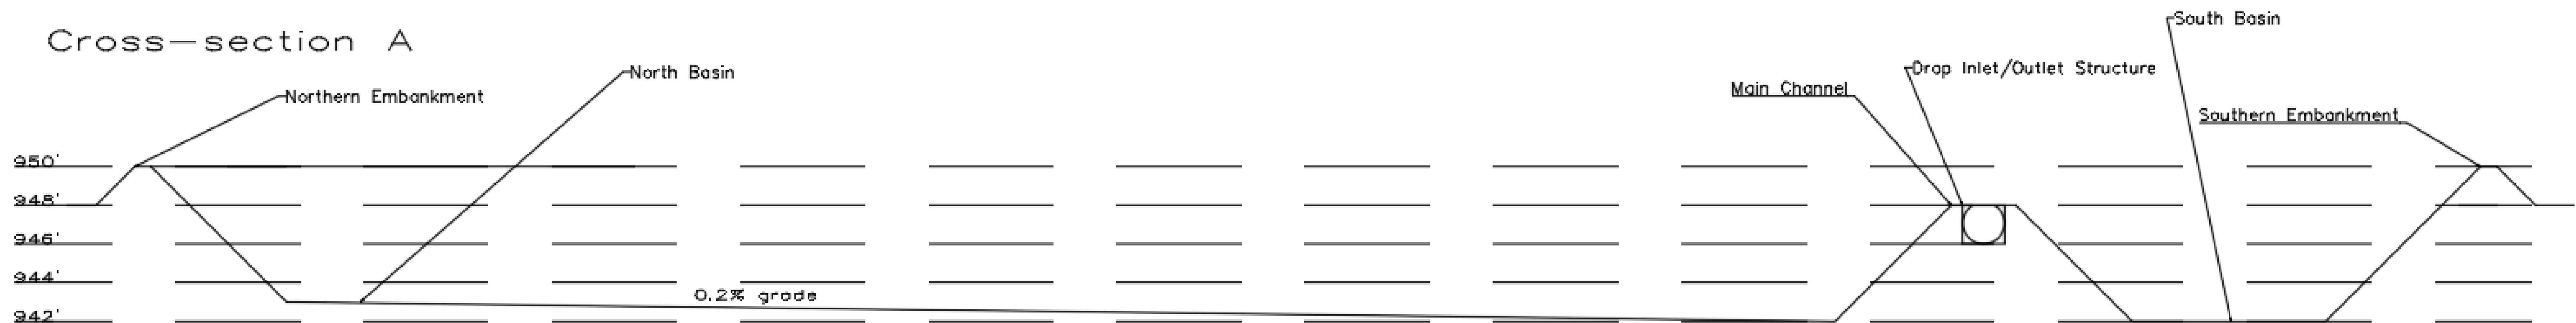 Cross-section A
South Basin
North Basin
Drop Inlet/Outlet Structure
Main Channel
Northern Embankment
Southern Embankment
950'
948'
946'
944'
0.2% grade
942'